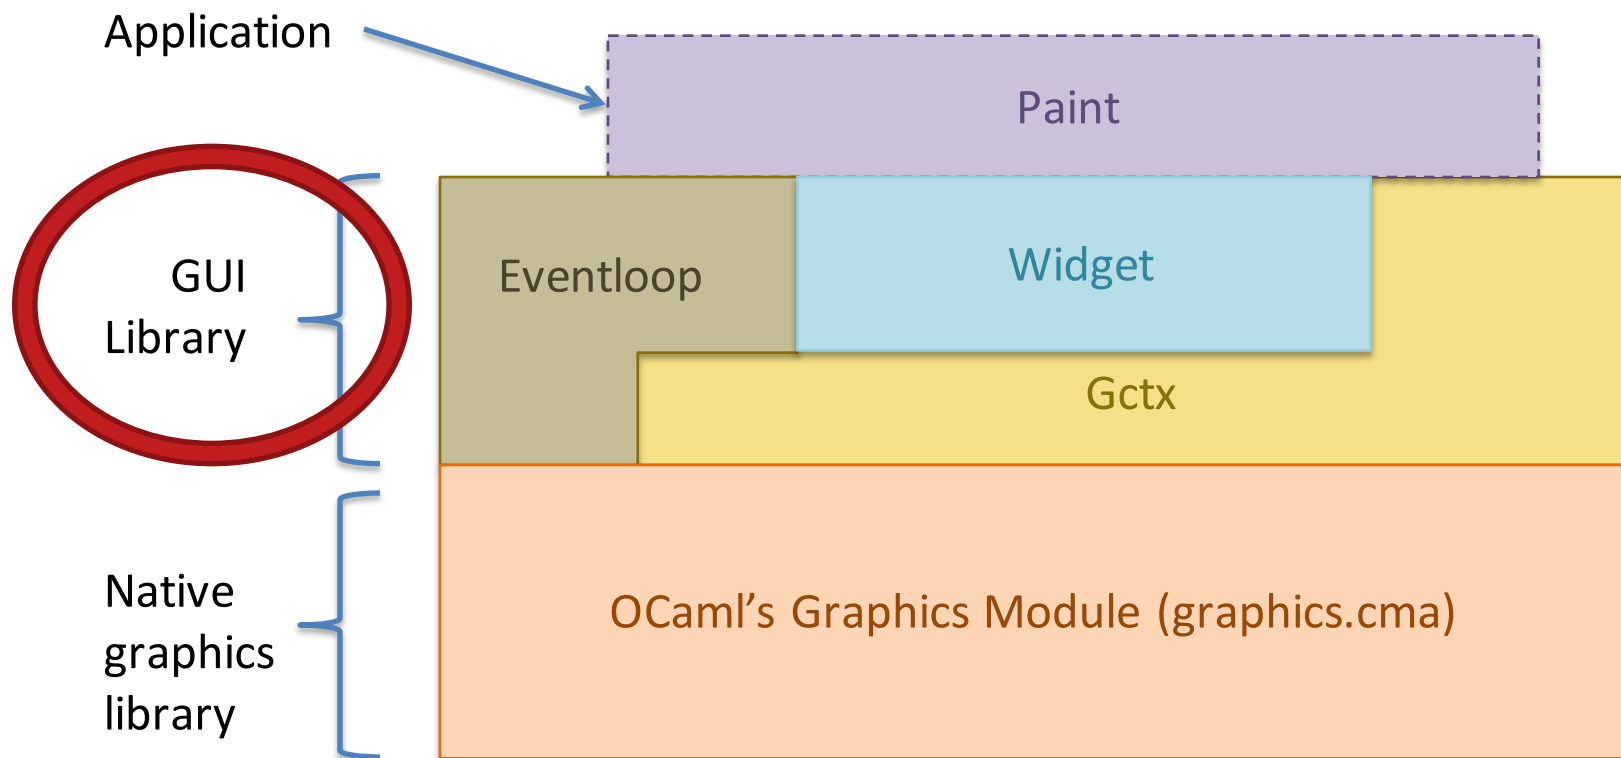 Application
Paint
GUI
Library
Eventloop
Widget
Gctx
Native
graphics
library
OCaml’s Graphics Module (graphics.cma)